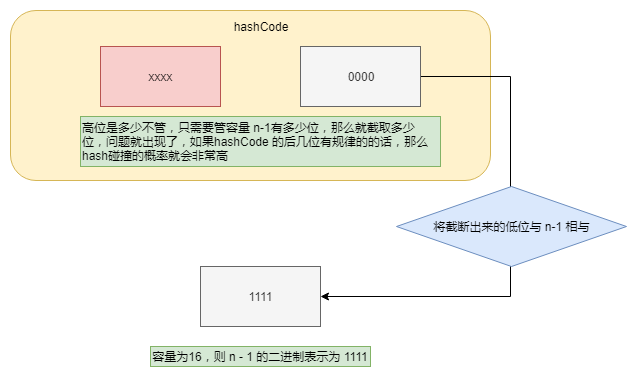 hashCode
xxxx
0000
高位是多少不管，只需要管容量 n-1有多少位，那么就截取多少
位，问题就出现了，如果hashCode 的后几位有规律的的话，那么
hash碰撞的概率就会非常高
将截断出来的低位与 n-1 相与
1111
容量为16，则 n - 1 的二进制表示为 1111